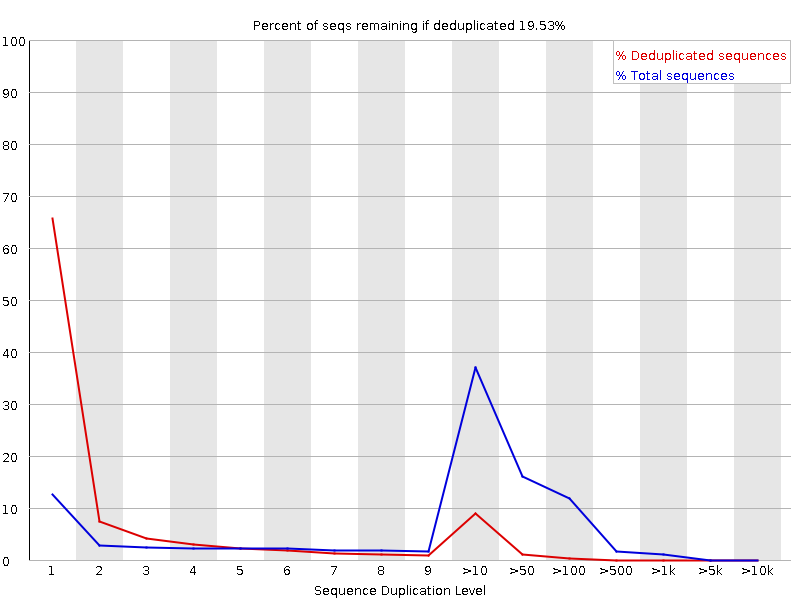 Percent of seqs remaining if deduplicated 19.53%
% Deduplicated sequences
% Total sequences
100
90
80
70
60
50
40
30
20
10
0
1 2 3 4 5 6 7 8 9 >10 >50 >100 >500 >1k >5k >10k
Sequence Duplication Level